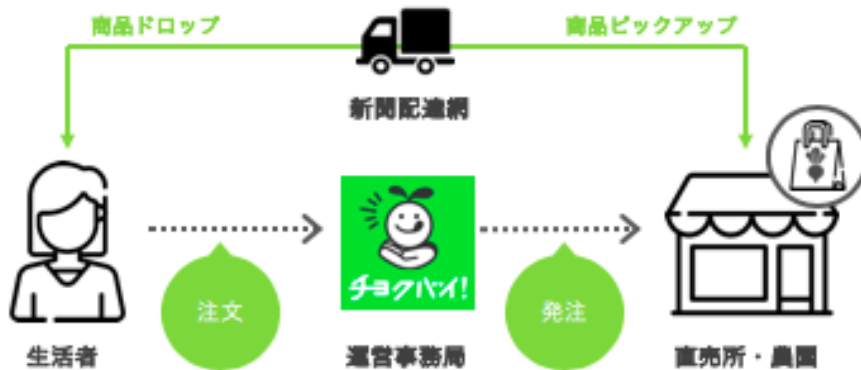 商品ドロップ
商品ピックアップ
新聞配達網
チョクバイ!
注文
発注
生活者
運営事務局
直売所・農園